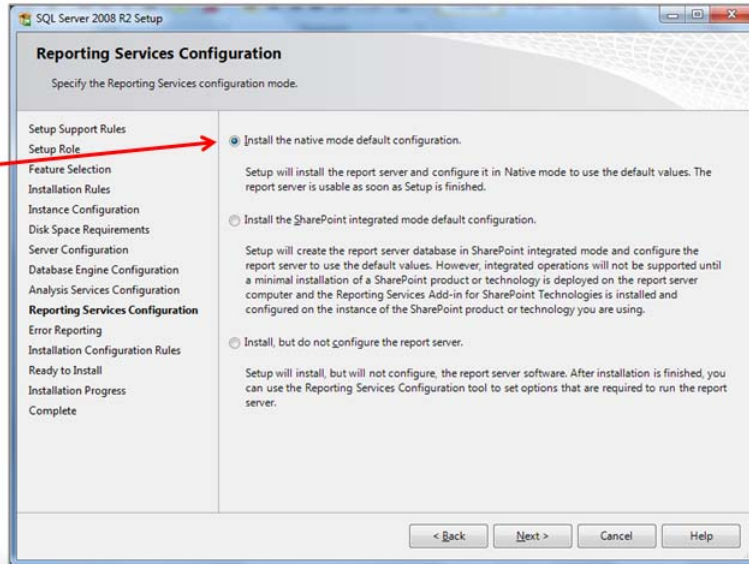 SQL Server 2008 R2 Setup
Reporting Services Configuration
Specify the Reporting Services configuration mode.
Setup Support Rules
Setup Role
Feature Selection
Installation Rules
Instance Configuration
Disk Space Requirements
Server Configuration
Database Engine Configuration
Analysis Services Configuration
Reporting Services Configuration
Error Reporting
Installation Configuration Rules
Ready to Install
Installation Progress
Complete
Install the native mode default configuration.
Setup will install the report server and configure it in Native mode to use the default values. The
report server is usable as soon as Setup is finished.
Install the SharePoint integrated mode default configuration.
Setup will create the report server database in SharePoint integrated mode and configure the
report server to use the default values. However, integrated operations will not be supported until
a minimal installation of a SharePoint product or technology is deployed on the report server
computer and the Reporting Services Add-in for SharePoint Technologies is installed and
configured on the instance of the SharePoint product or technology you are using.
Install, but do not configure the report server.
Setup will install, but will not configure, the report server software. After installation is finished, you
can use the Reporting Services Configuration tool to set options that are required to run the report
server.
< Back
Next >
Cancel
Help